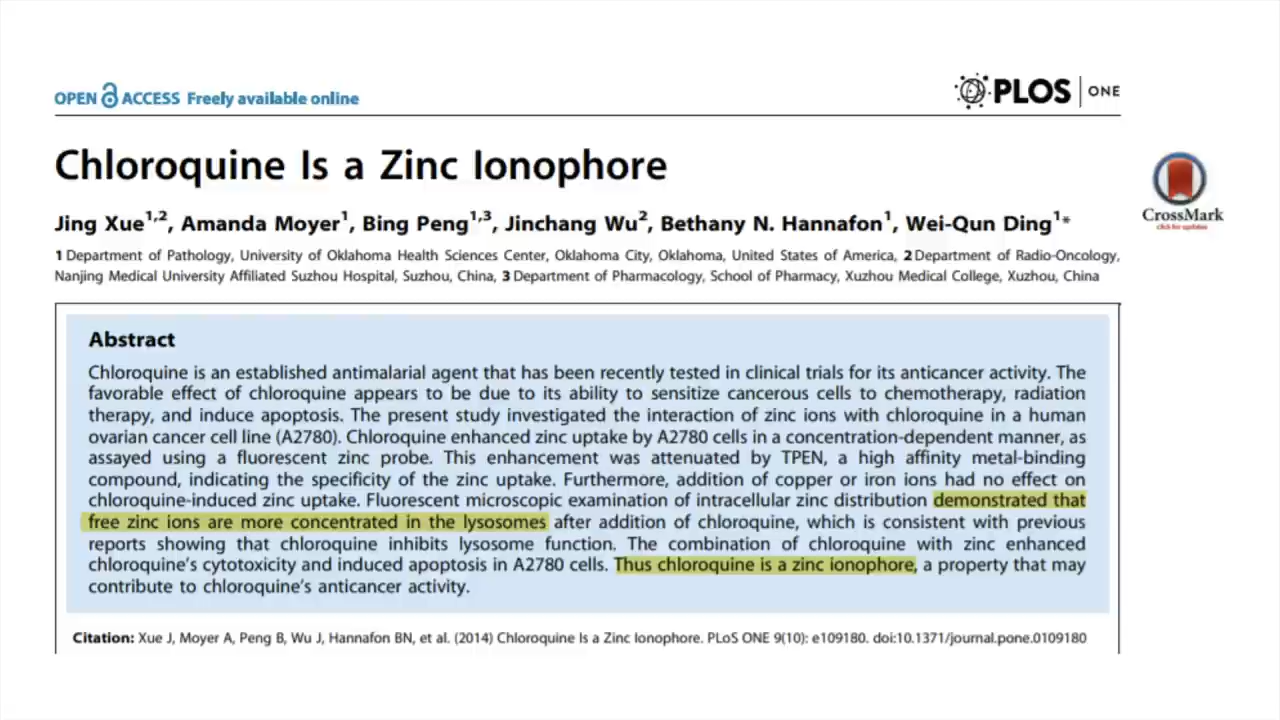 OPEN ACCESS Freely available online
PLOS | ONE
Chloroquine Is a Zinc Ionophore
CrossMark
click for updates
Jing Xue1,2, Amanda Moyer1, Bing Peng1,3, Jinchang Wu2, Bethany N. Hannafon1, Wei-Qun Ding1*
1 Department of Pathology, University of Oklahoma Health Sciences Center, Oklahoma City, Oklahoma, United States of America, 2 Department of Radio-Oncology,
Nanjing Medical University Affiliated Suzhou Hospital, Suzhou, China, 3 Department of Pharmacology, School of Pharmacy, Xuzhou Medical College, Xuzhou, China
Abstract
Chloroquine is an established antimalarial agent that has been recently tested in clinical trials for its anticancer activity. The
favorable effect of chloroquine appears to be due to its ability to sensitize cancerous cells to chemotherapy, radiation
therapy, and induce apoptosis. The present study investigated the interaction of zinc ions with chloroquine in a human
ovarian cancer cell line (A2780). Chloroquine enhanced zinc uptake by A2780 cells in a concentration-dependent manner, as
assayed using a fluorescent zinc probe. This enhancement was attenuated by TPEN, a high affinity metal-binding
compound, indicating the specificity of the zinc uptake. Furthermore, addition of copper or iron ions had no effect on
chloroquine-induced zinc uptake. Fluorescent microscopic examination of intracellular zinc distribution demonstrated that
free zinc ions are more concentrated in the lysosomes after addition of chloroquine, which is consistent with previous
reports showing that chloroquine inhibits lysosome function. The combination of chloroquine with zinc enhanced
chloroquine's cytotoxicity and induced apoptosis in A2780 cells. Thus chloroquine is a zinc ionophore, a property that may
contribute to chloroquine's anticancer activity.
Citation: Xue J, Moyer A, Peng B, Wu J, Hannafon BN, et al. (2014) Chloroquine Is a Zinc Ionophore. PLoS ONE 9(10): e109180. doi:10.1371/journal.pone.0109180